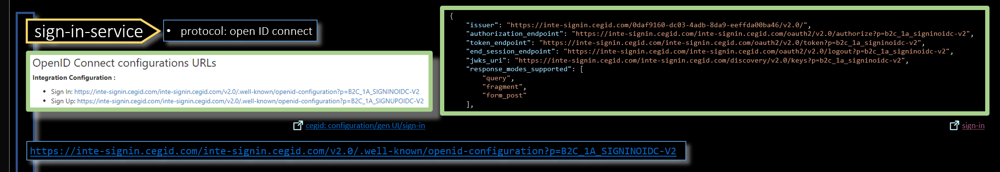 sign-in-service
• protocol: open ID connect
OpenID Connect configurations URLs
Integration Configuration :
• Sign In: https://inte-signin.cegid.com/inte-signin.cegid.com/v2.0/.well-known/openid-configuration?p=B2C_1A_SIGNINOIDC-V2
• Sign Up: https://inte-signin.cegid.com/inte-signin.cegid.com/v2.0/.well-known/openid-configuration?p=B2C_1A_SIGNUPOIDC-V2
cegid: configuration/gen UI/sign-in
{
"issuer": "https://inte-signin.cegid.com/0daf9160-dc03-4adb-8da9-eeffda00ba46/v2.0/",
"authorization_endpoint": "https://inte-signin.cegid.com/inte-signin.cegid.com/oauth2/v2.0/authorize?p=b2c_1a_signinoidc-v2",
"token_endpoint": "https://inte-signin.cegid.com/inte-signin.cegid.com/oauth2/v2.0/token?p=b2c_1a_signinoidc-v2",
"end_session_endpoint": "https://inte-signin.cegid.com/inte-signin.cegid.com/oauth2/v2.0/logout?p=b2c_1a_signinoidc-v2",
"jwks_uri": "https://inte-signin.cegid.com/inte-signin.cegid.com/discovery/v2.0/keys?p=b2c_1a_signinoidc-v2",
"response_modes_supported": [
"query",
"fragment",
"form_post"
],
sign-in
https://inte-signin.cegid.com/inte-signin.cegid.com/v2.0/.well-known/openid-configuration?p=B2C_1A_SIGNINOIDC-V2